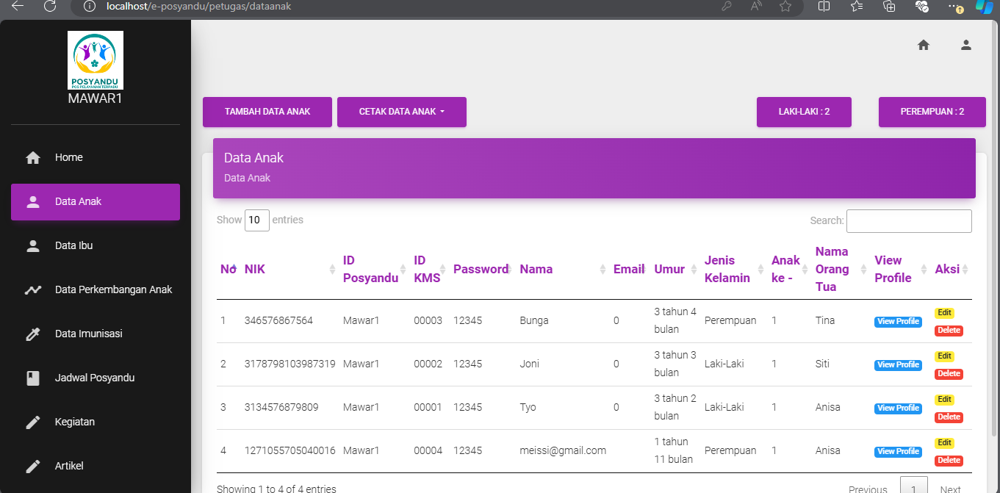 localhost/e-posyandu/petugas/dataanak
POSYANDU
POS PELAYANAN TERPADU
MAWAR1
Home
Data Anak
Data Ibu
Data Perkembangan Anak
Data Imunisasi
Jadwal Posyandu
Kegiatan
Artikel
TAMBAH DATA ANAK
CETAK DATA ANAK
LAKI-LAKI : 2
PEREMPUAN : 2
Data Anak
Data Anak
Show 10 entries
Search:
No NIK ID Posyandu ID KMS Password Nama Email Umur Jenis Kelamin Anak ke - Nama Orang Tua View Profile Aksi
1 346576867564 Mawar1 00003 12345 Bunga 0 3 tahun 4 bulan Perempuan 1 Tina View Profile Edit Delete
2 3178798103987319 Mawar1 00002 12345 Joni 0 3 tahun 3 bulan Laki-Laki 1 Siti View Profile Edit Delete
3 3134576879809 Mawar1 00001 12345 Tyo 0 3 tahun 2 bulan Laki-Laki 1 Anisa View Profile Edit Delete
4 1271055705040016 Mawar1 00004 12345 meissi@gmail.com 1 tahun 11 bulan Perempuan 1 Anisa View Profile Edit Delete
Showing 1 to 4 of 4 entries
Previous 1 Next